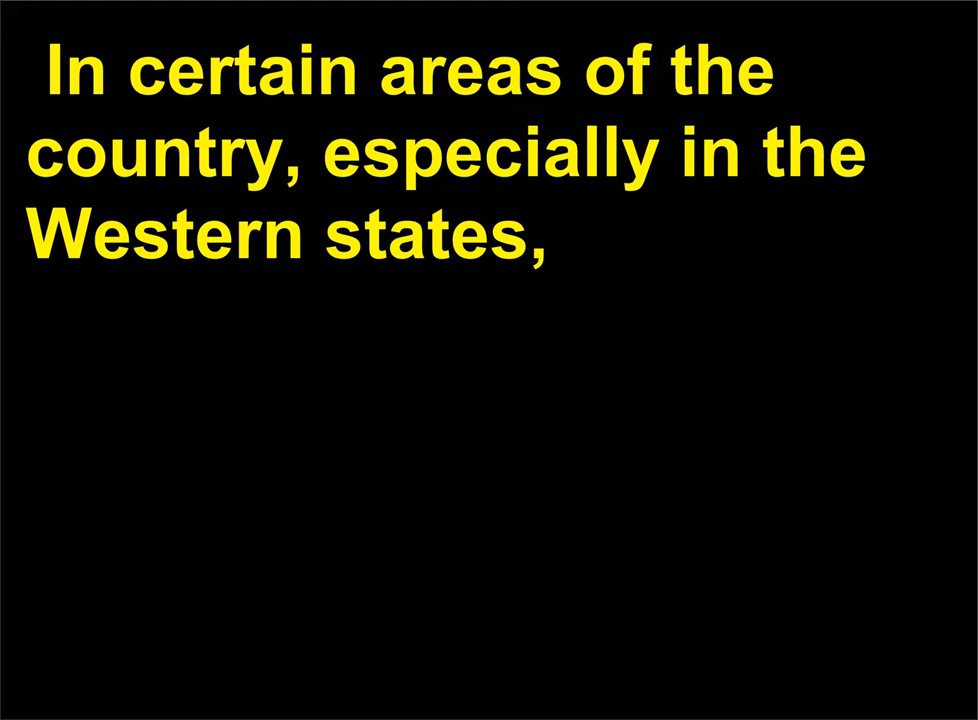 In certain areas of the
country, especially in the
Western states,